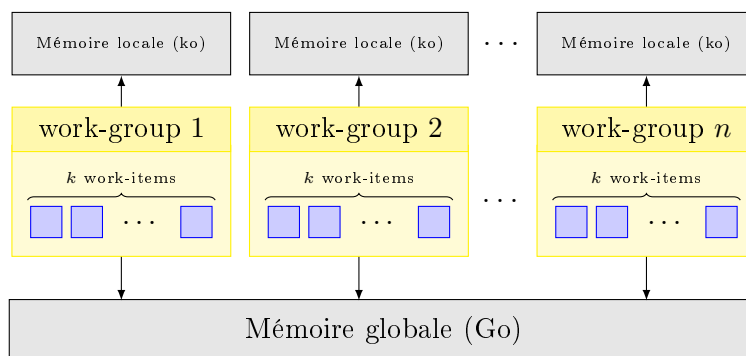 Mémoire locale (ko) Mémoire locale (ko) ··· Mémoire locale (ko)
work-group 1 work-group 2 work-group n
k work-items k work-items k work-items
···
··· ··· ···
Mémoire globale (Go)